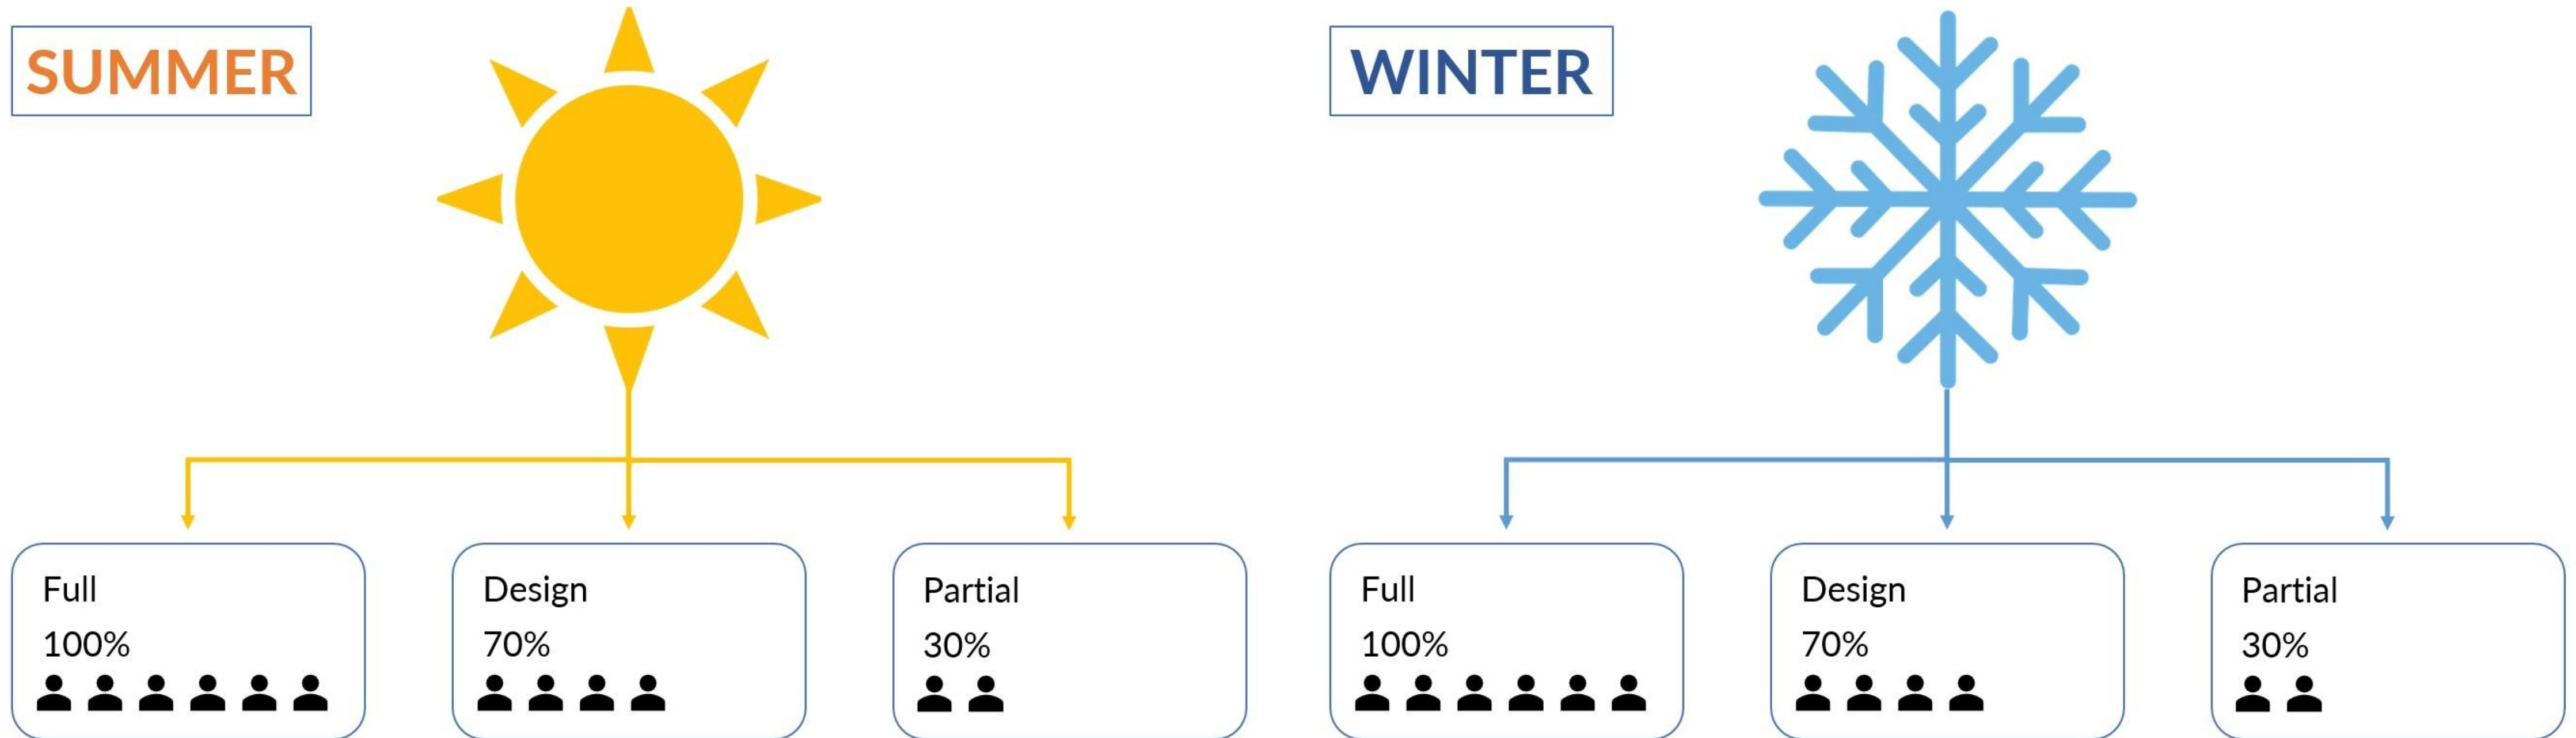 SUMMER
WINTER
Full
100%
Design
70%
Partial
30%
Full
100%
Design
70%
Partial
30%